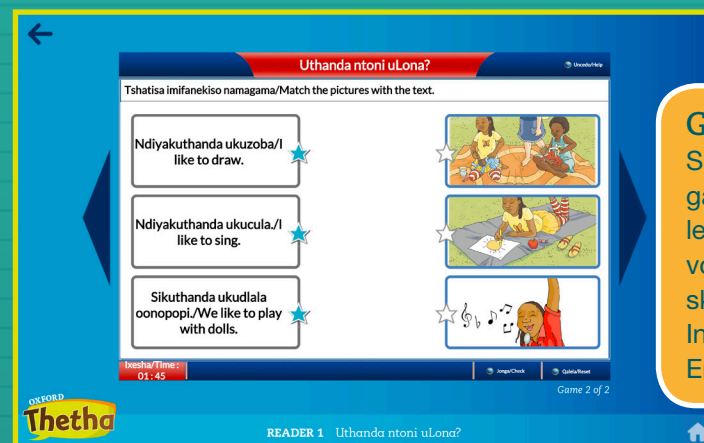 Uthanda ntoni uLona?
Uncedo/Help
Tshatisa imifanekiso namagama/Match the pictures with the text.
Ndiyakuthanda ukuzoba/I
like to draw.
Ndiyakuthanda ukucula./I
like to sing.
Sikuthanda ukudlala
oonopopi./We like to play
with dolls.
Ixesha/Time :
01 : 45
Jonga/Check
Qalela/Reset
Game 2 of 2
OXFORD
Thetha
READER 1 Uthanda ntoni uLona?